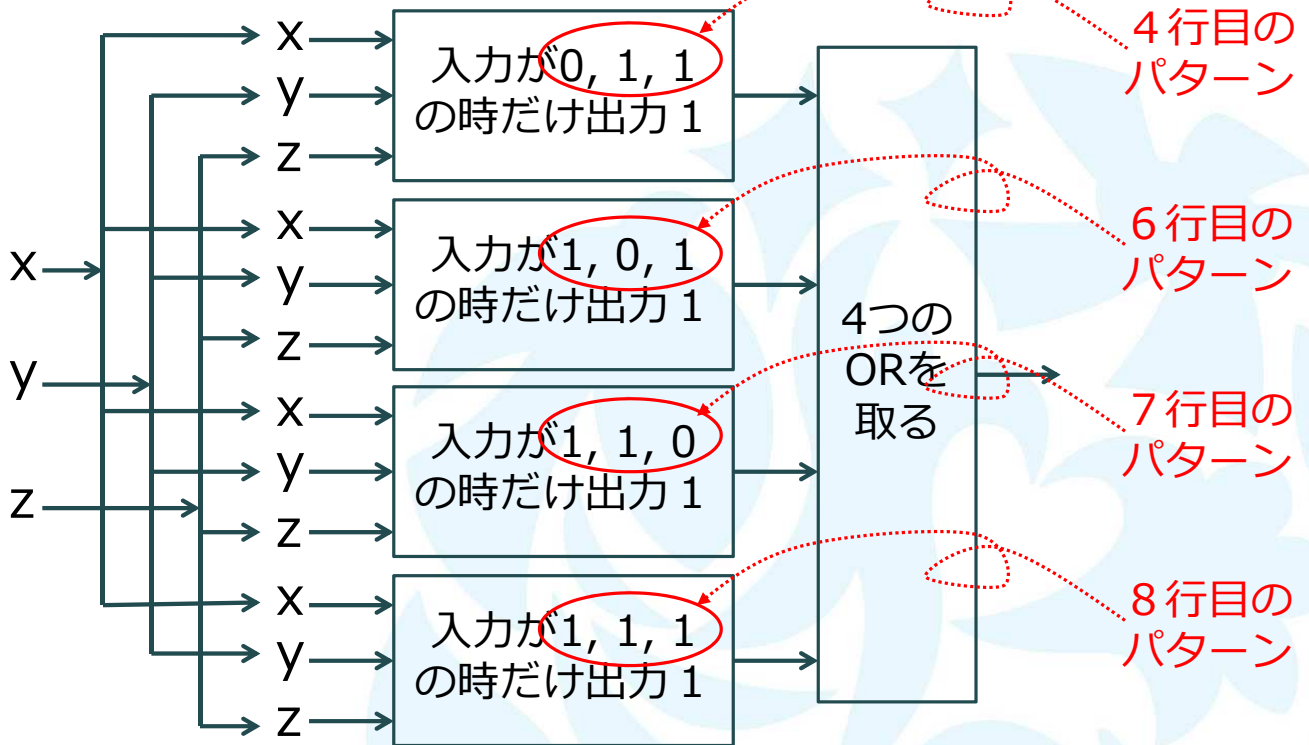 x
y
z
x
y
z
入力が0, 1, 1
の時だけ出力１
x
y
z
入力が1, 0, 1
の時だけ出力１
x
y
z
入力が1, 1, 0
の時だけ出力１
x
y
z
入力が1, 1, 1
の時だけ出力１
4つの
ORを
取る
４行目の
パターン
６行目の
パターン
７行目の
パターン
８行目の
パターン